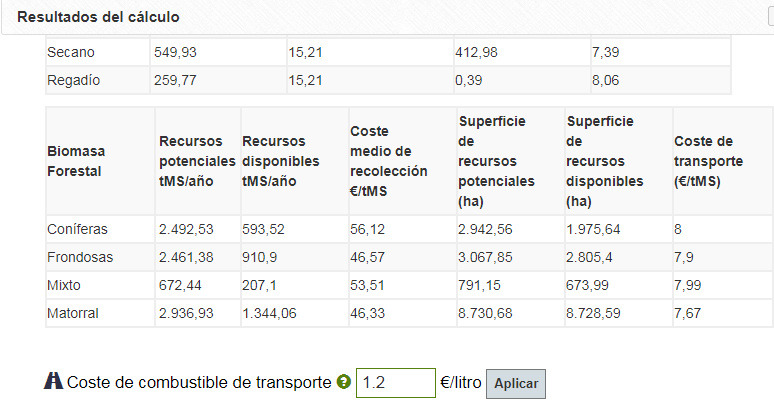 Resultados del cálculo
Secano 549,93 15,21 412,98 7,39
Regadío 259,77 15,21 0,39 8,06
Biomasa Forestal Recursos potenciales tMS/año Recursos disponibles tMS/año Coste medio de recolección €/tMS Superficie de recursos potenciales (ha) Superficie de recursos disponibles (ha) Coste de transporte (€/tMS)
Coníferas 2.492,53 593,52 56,12 2.942,56 1.975,64 8
Frondosas 2.461,38 910,9 46,57 3.067,85 2.805,4 7,9
Mixto 672,44 207,1 53,51 791,15 673,99 7,99
Matorral 2.936,93 1.344,06 46,33 8.730,68 8.728,59 7,67
Coste de combustible de transporte ? 1.2 €/litro Aplicar